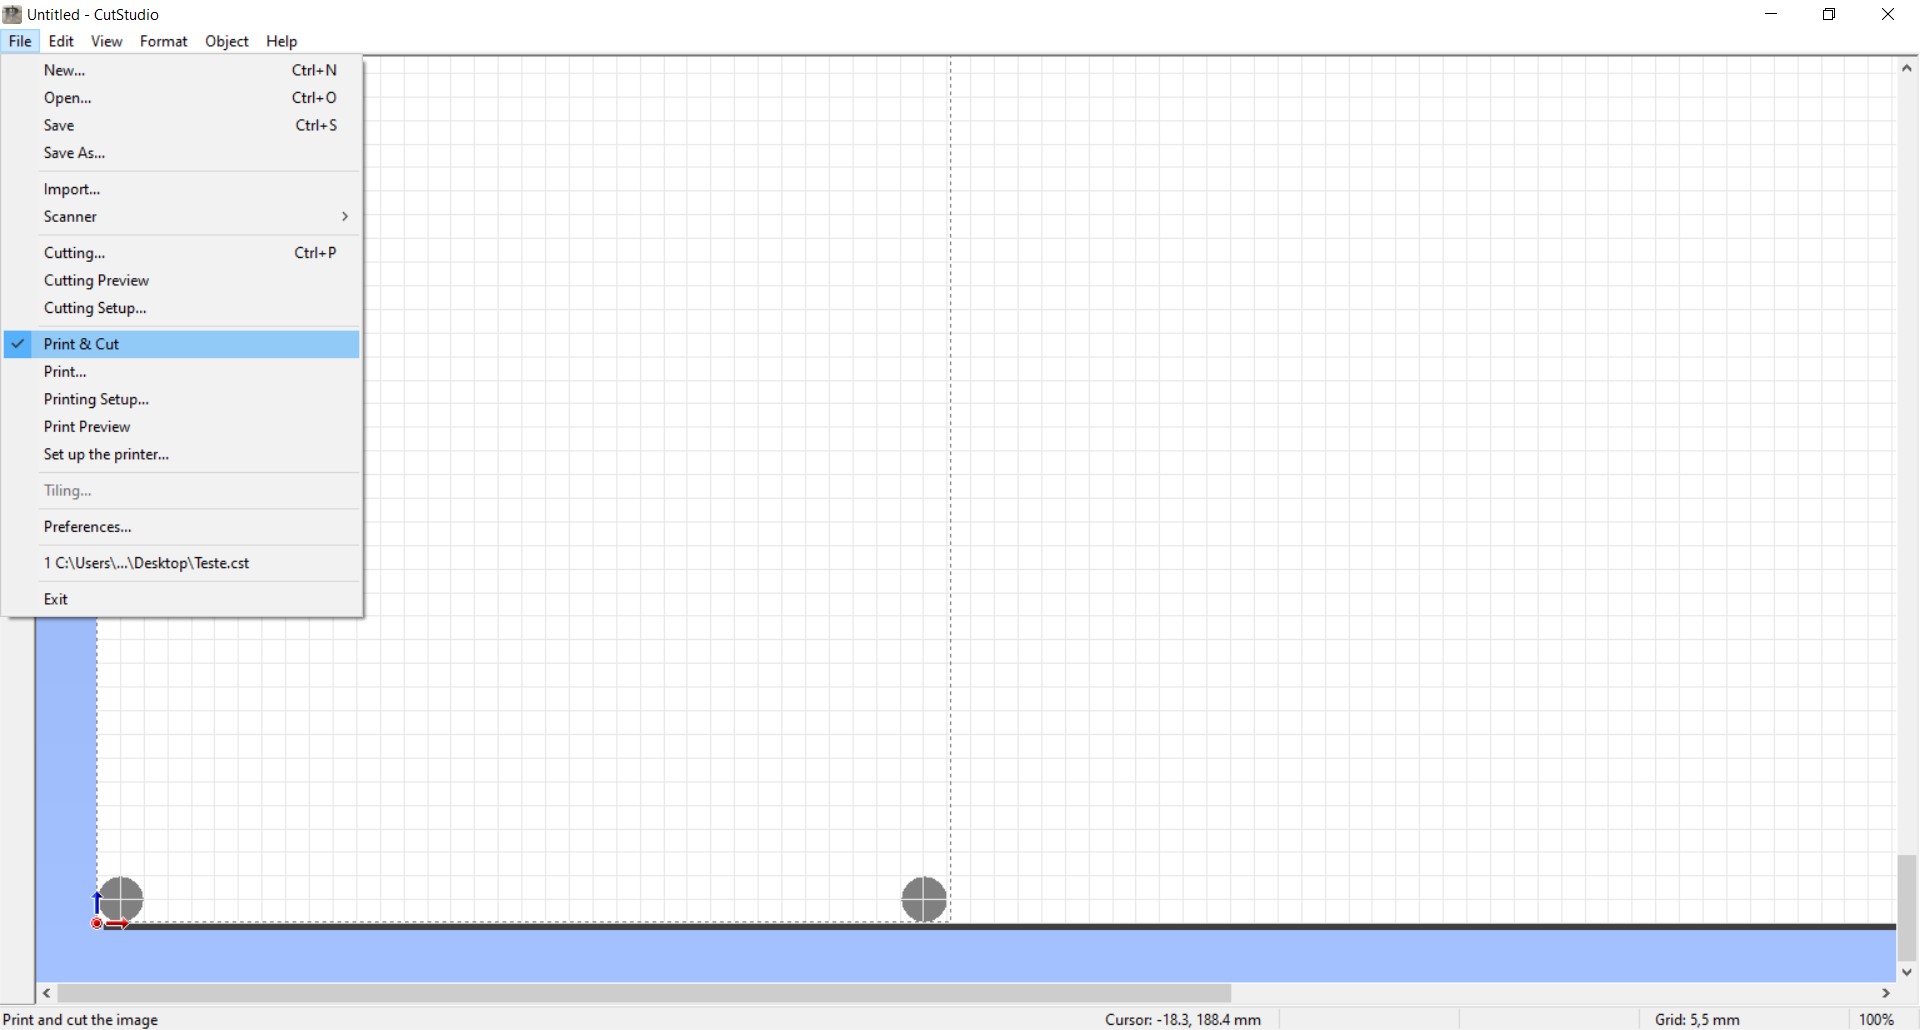 Untitled - CutStudio
File Edit View Format Object Help
New... Ctrl+N
Open... Ctrl+O
Save Ctrl+S
Save As...
Import...
Scanner
Cutting... Ctrl+P
Cutting Preview
Cutting Setup...
Print & Cut
Print...
Printing Setup...
Print Preview
Set up the printer...
Tiling...
Preferences...
1 C:\Users\...\Desktop\Teste.cst
Exit
Print and cut the image Cursor: -18.3, 188.4 mm Grid: 5,5 mm 100%